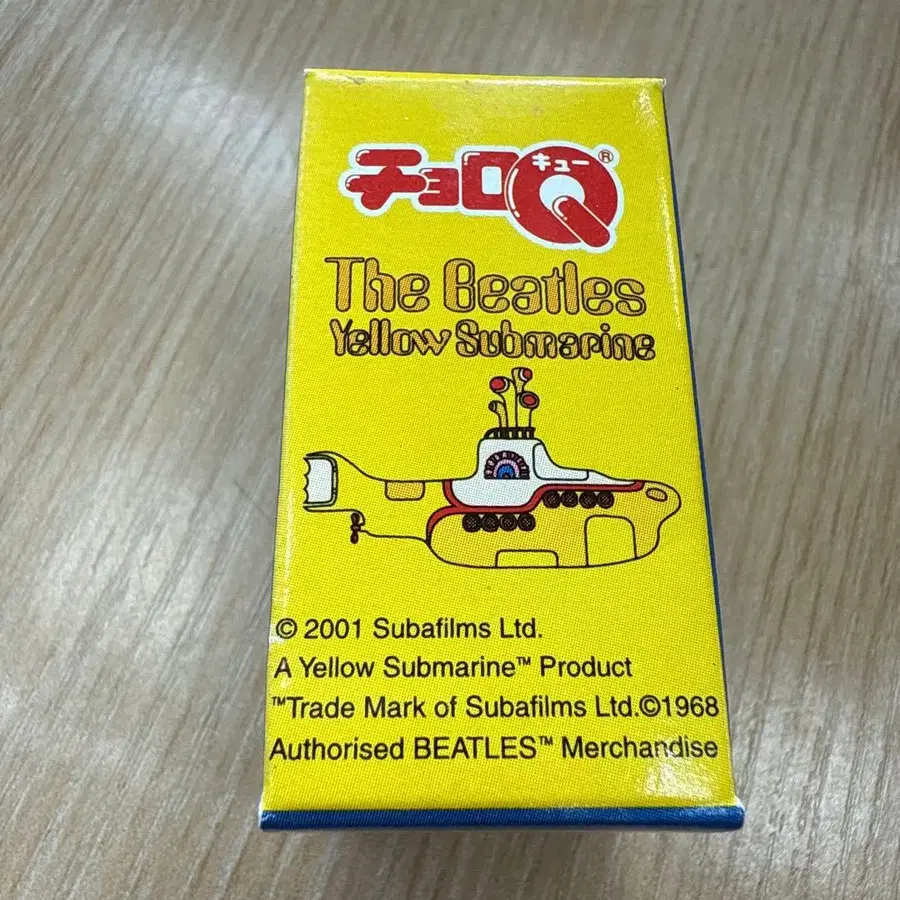 チョロQ キュー ®
The Beatles
Yellow Submarine
© 2001 Subafilms Ltd.
A Yellow Submarine™ Product
™Trade Mark of Subafilms Ltd.©1968
Authorised BEATLES™ Merchandise